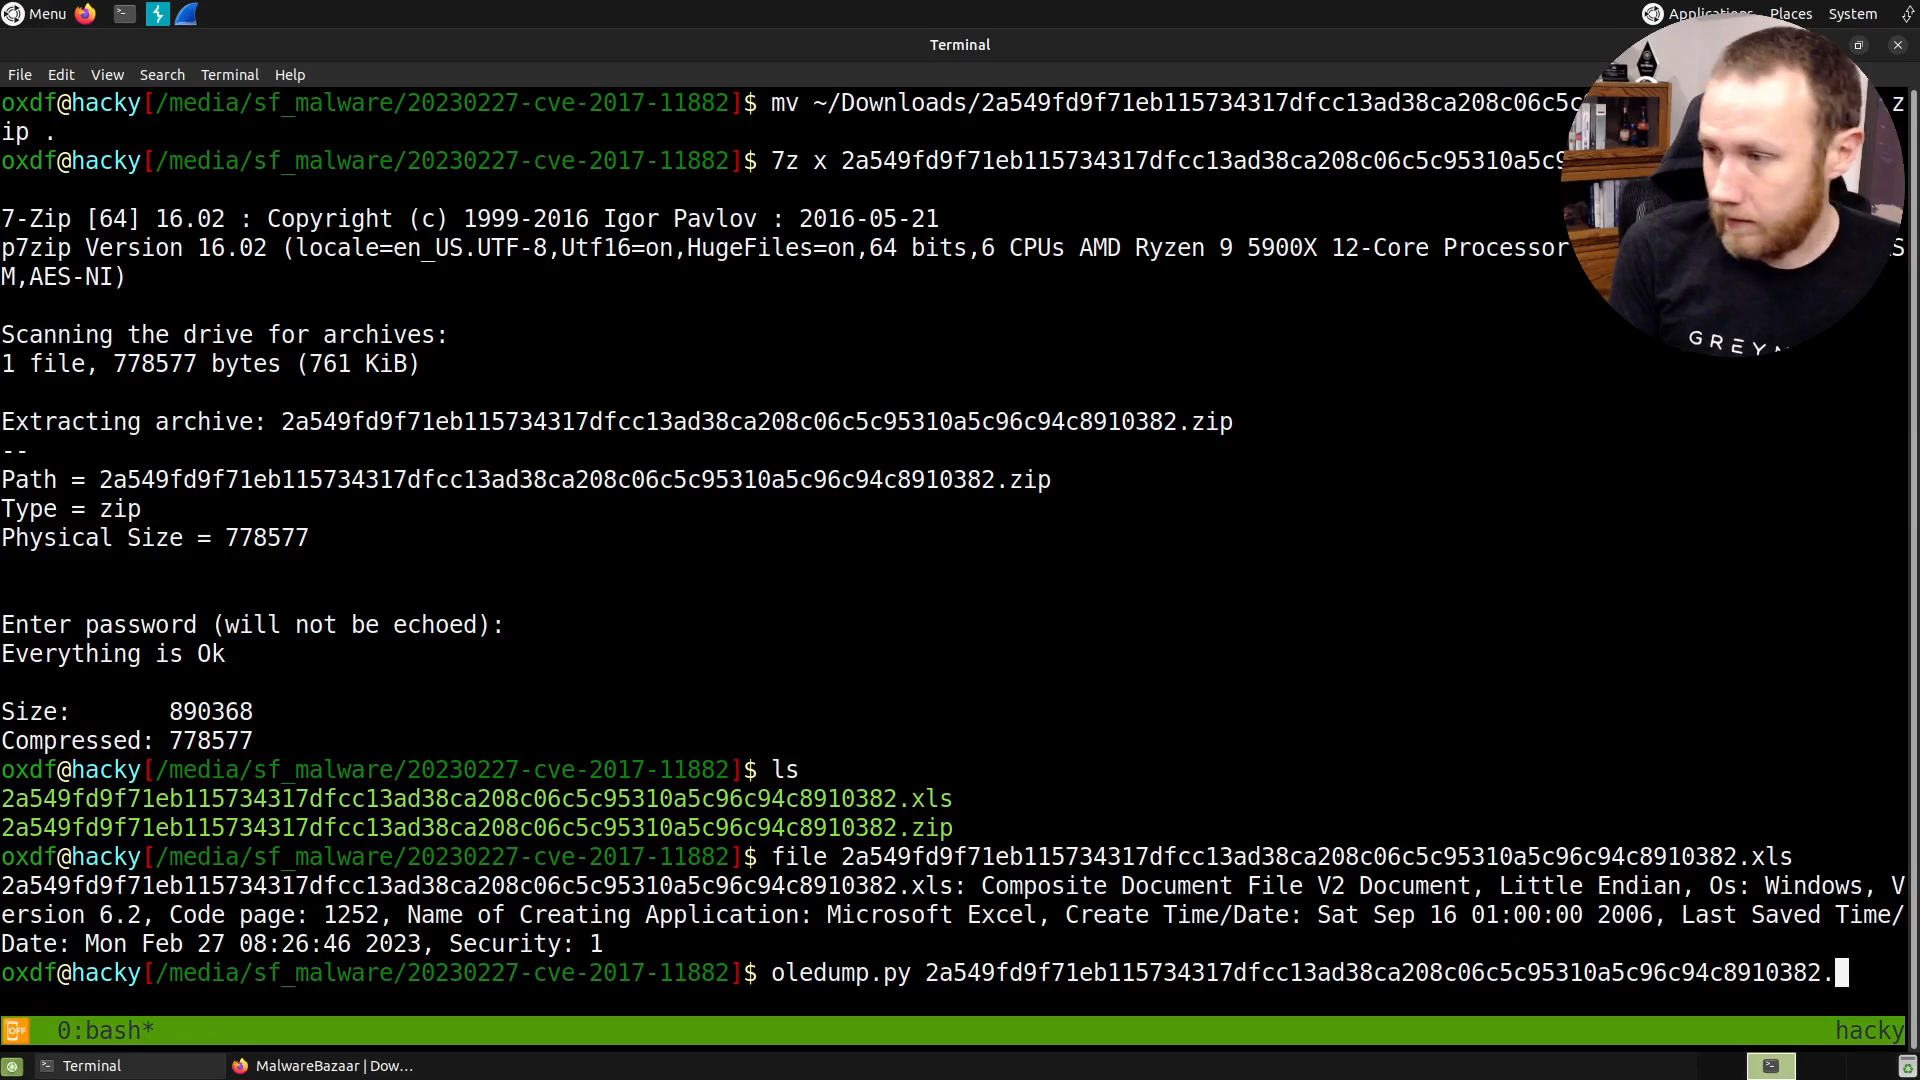 Menu
Applications Places System
Terminal
File Edit View Search Terminal Help
oxdf@hacky[/media/sf_malware/20230227-cve-2017-11882]$ mv ~/Downloads/2a549fd9f71eb115734317dfcc13ad38ca208c06c5c z
ip .
oxdf@hacky[/media/sf_malware/20230227-cve-2017-11882]$ 7z x 2a549fd9f71eb115734317dfcc13ad38ca208c06c5c95310a5c9
7-Zip [64] 16.02 : Copyright (c) 1999-2016 Igor Pavlov : 2016-05-21
p7zip Version 16.02 (locale=en_US.UTF-8,Utf16=on,HugeFiles=on,64 bits,6 CPUs AMD Ryzen 9 5900X 12-Core Processor S
M,AES-NI)
Scanning the drive for archives:
1 file, 778577 bytes (761 KiB)
Extracting archive: 2a549fd9f71eb115734317dfcc13ad38ca208c06c5c95310a5c96c94c8910382.zip
--
Path = 2a549fd9f71eb115734317dfcc13ad38ca208c06c5c95310a5c96c94c8910382.zip
Type = zip
Physical Size = 778577
Enter password (will not be echoed):
Everything is Ok
Size: 890368
Compressed: 778577
oxdf@hacky[/media/sf_malware/20230227-cve-2017-11882]$ ls
2a549fd9f71eb115734317dfcc13ad38ca208c06c5c95310a5c96c94c8910382.xls
2a549fd9f71eb115734317dfcc13ad38ca208c06c5c95310a5c96c94c8910382.zip
oxdf@hacky[/media/sf_malware/20230227-cve-2017-11882]$ file 2a549fd9f71eb115734317dfcc13ad38ca208c06c5c95310a5c96c94c8910382.xls
2a549fd9f71eb115734317dfcc13ad38ca208c06c5c95310a5c96c94c8910382.xls: Composite Document File V2 Document, Little Endian, Os: Windows, V
ersion 6.2, Code page: 1252, Name of Creating Application: Microsoft Excel, Create Time/Date: Sat Sep 16 01:00:00 2006, Last Saved Time/
Date: Mon Feb 27 08:26:46 2023, Security: 1
oxdf@hacky[/media/sf_malware/20230227-cve-2017-11882]$ oledump.py 2a549fd9f71eb115734317dfcc13ad38ca208c06c5c95310a5c96c94c8910382.
OFF 0:bash* hacky
Terminal MalwareBazaar | Dow...
GREYN